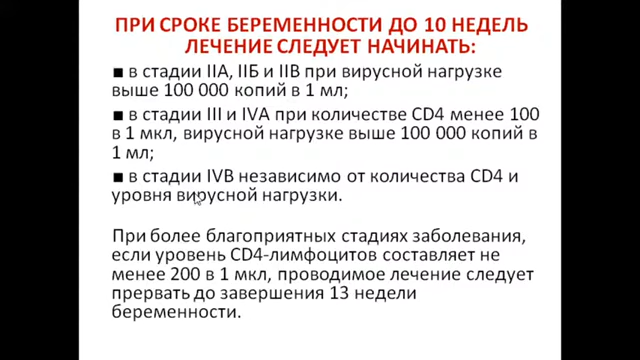 ПРИ СРОКЕ БЕРЕМЕННОСТИ ДО 10 НЕДЕЛЬ
ЛЕЧЕНИЕ СЛЕДУЕТ НАЧИНАТЬ:
■ в стадии IIА, IIБ и IIВ при вирусной нагрузке
выше 100 000 копий в 1 мл;
■ в стадии III и IVА при количестве CD4 менее 100
в 1 мкл, вирусной нагрузке выше 100 000 копий в
1 мл;
■ в стадии IVВ независимо от количества CD4 и
уровня вирусной нагрузки.
При более благоприятных стадиях заболевания,
если уровень CD4-лимфоцитов составляет не
менее 200 в 1 мкл, проводимое лечение следует
прервать до завершения 13 недели
беременности.